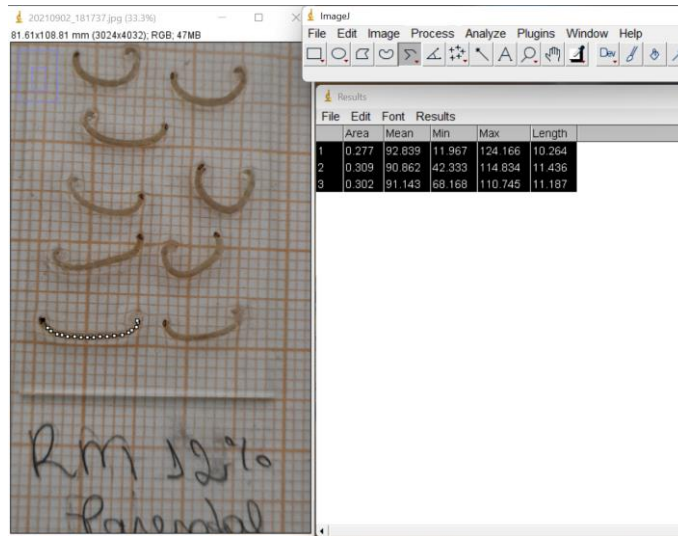 20210902_181737.jpg (33.3%)
81.61x108.81 mm (3024x4032); RGB; 47MB
RM 12%
Parental
ImageJ
File Edit Image Process Analyze Plugins Window Help
Dev
Results
File Edit Font Results
Area Mean Min Max Length
1 0.277 92.839 11.967 124.166 10.264
2 0.309 90.862 42.333 114.834 11.436
3 0.302 91.143 68.168 110.745 11.187